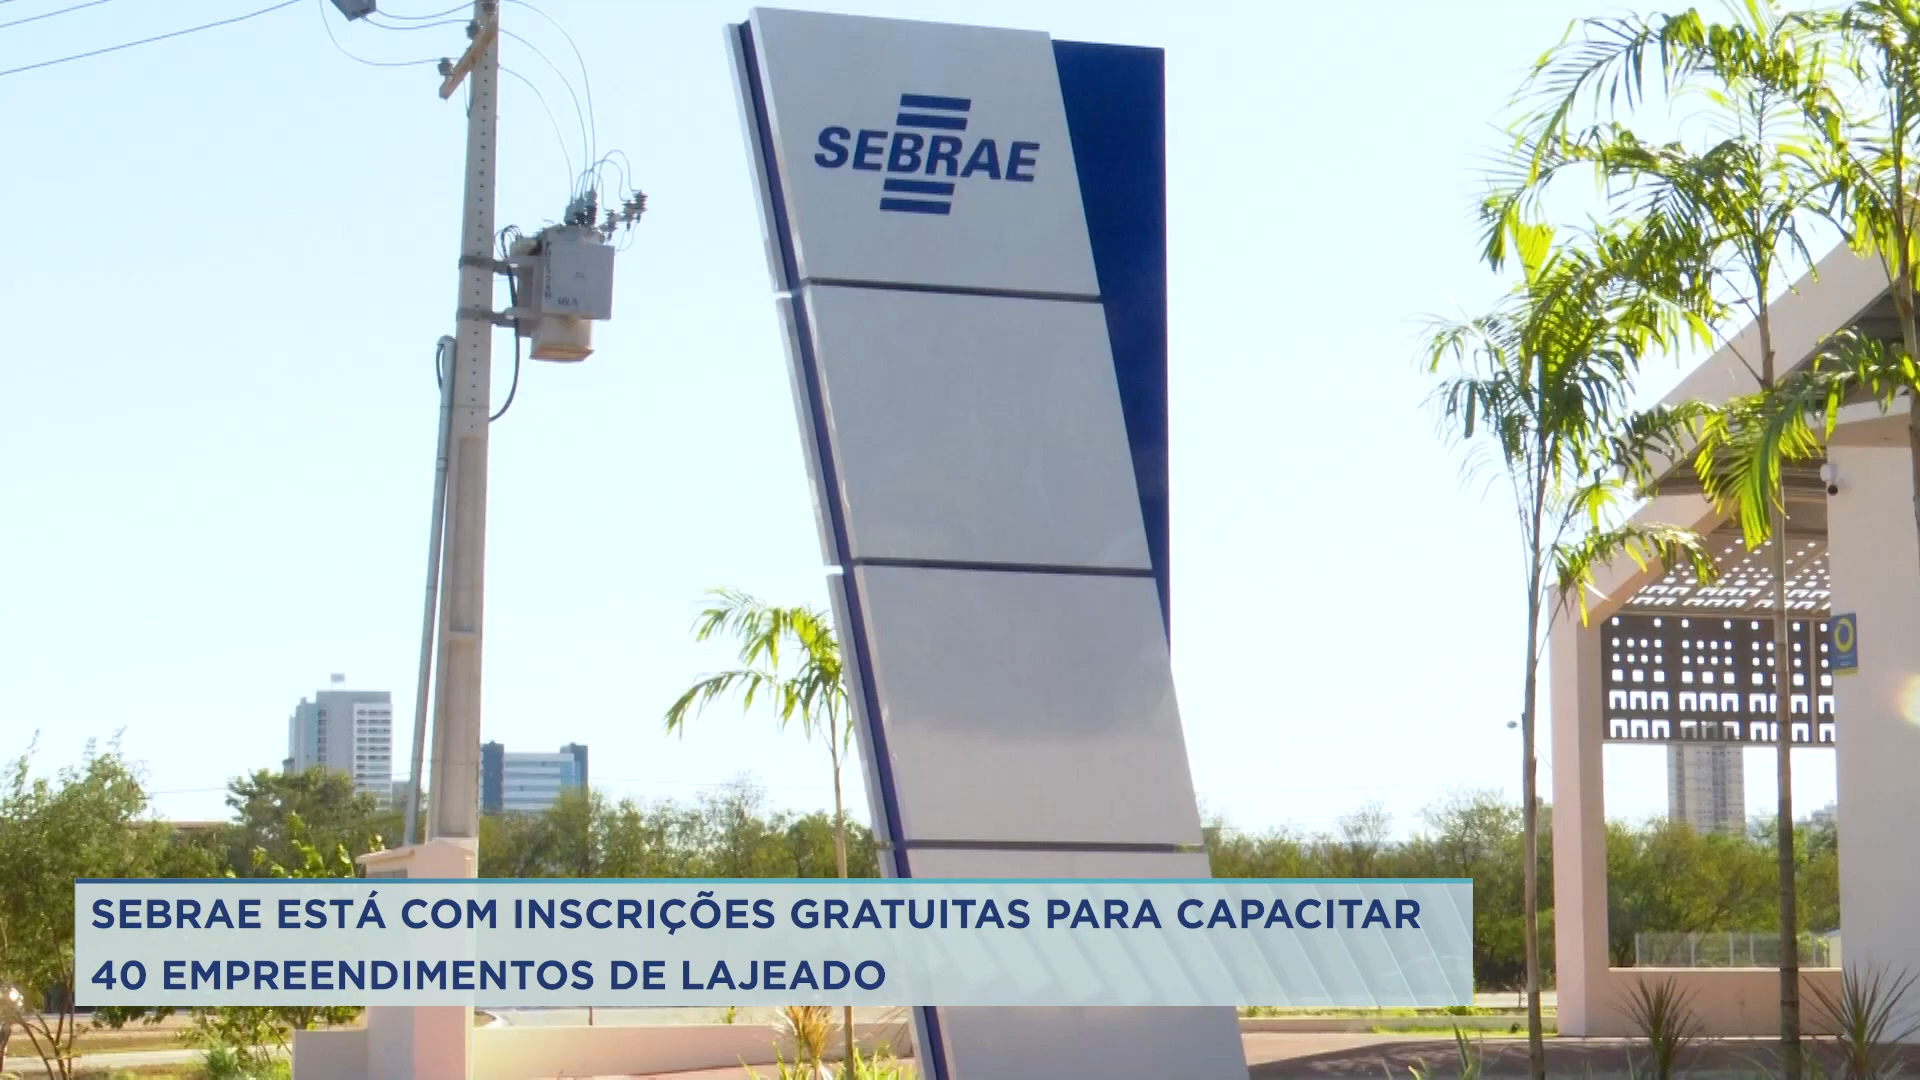 SEBRAE
SEBRAE ESTÁ COM INSCRIÇÕES GRATUITAS PARA CAPACITAR
40 EMPREENDIMENTOS DE LAJEADO